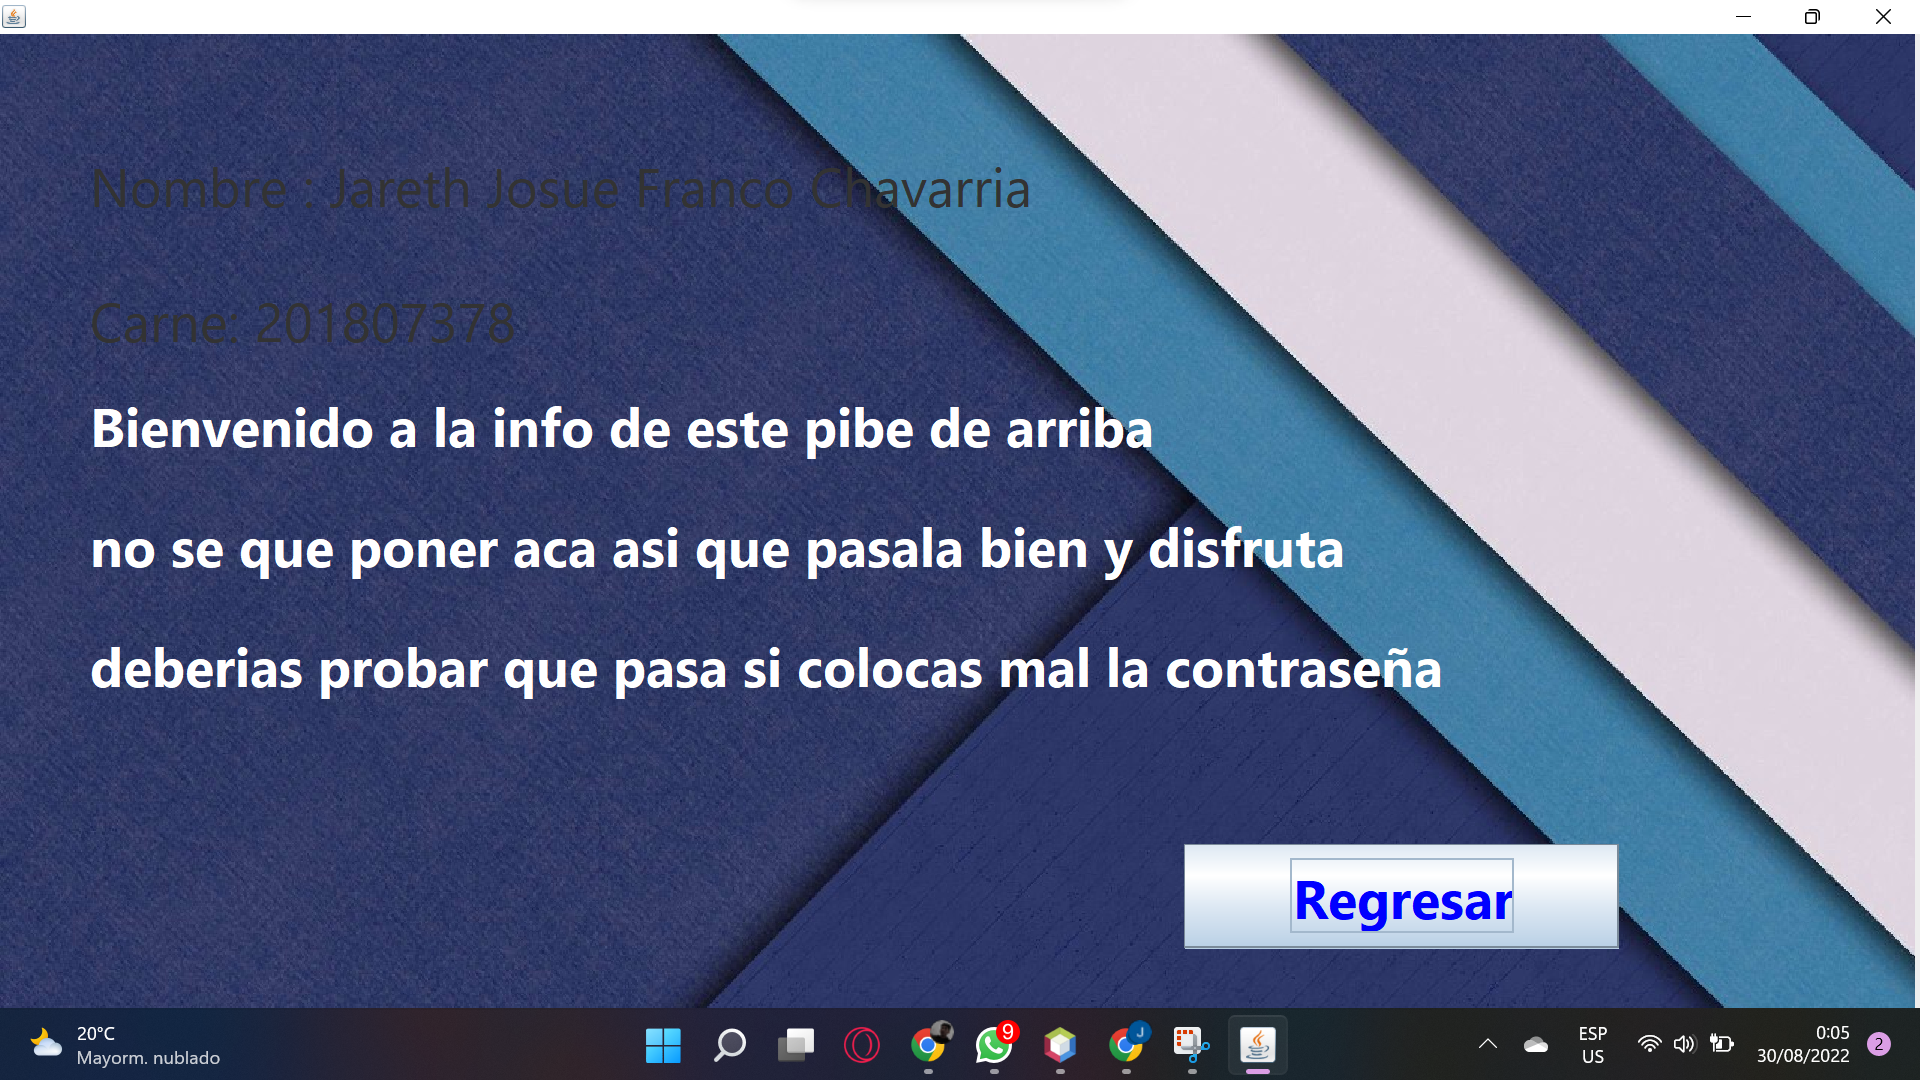 Nombre : Jareth Josue Franco Chavarria
Carne: 201807378
Bienvenido a la info de este pibe de arriba
no se que poner aca asi que pasala bien y disfruta
deberias probar que pasa si colocas mal la contraseña
Regresar
20°C
Mayorm. nublado
9
J
ESP
US
0:05
30/08/2022
2